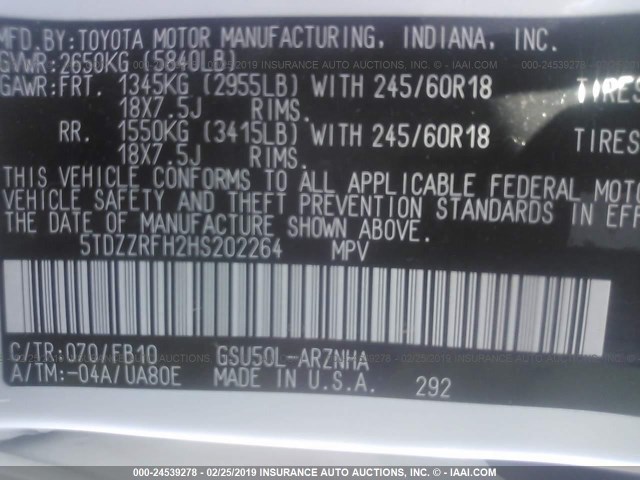 MFD.BY:TOYOTA MOTOR MANUFACTURING, INDIANA, INC.
GVWR:2650KG (5840LB)
GAWR:FRT. 1345KG (2955LB) WITH 245/60R18 TIRES
18X7.5J RIMS.
RR. 1550KG (3415LB) WITH 245/60R18 TIRES
18X7.5J RIMS.
THIS VEHICLE CONFORMS TO ALL APPLICABLE FEDERAL MOTO
VEHICLE SAFETY AND THEFT PREVENTION STANDARDS IN EFF
THE DATE OF MANUFACTURE SHOWN ABOVE.
5TDZZRFH2HS202264 MPV
C/TR:070/FB10 GSU50L-ARZNHA
A/TM:-04A/UA80E MADE IN U.S.A. 292
000-24539278 - 02/25/2019 INSURANCE AUTO AUCTIONS, INC. (C) - IAAI.COM